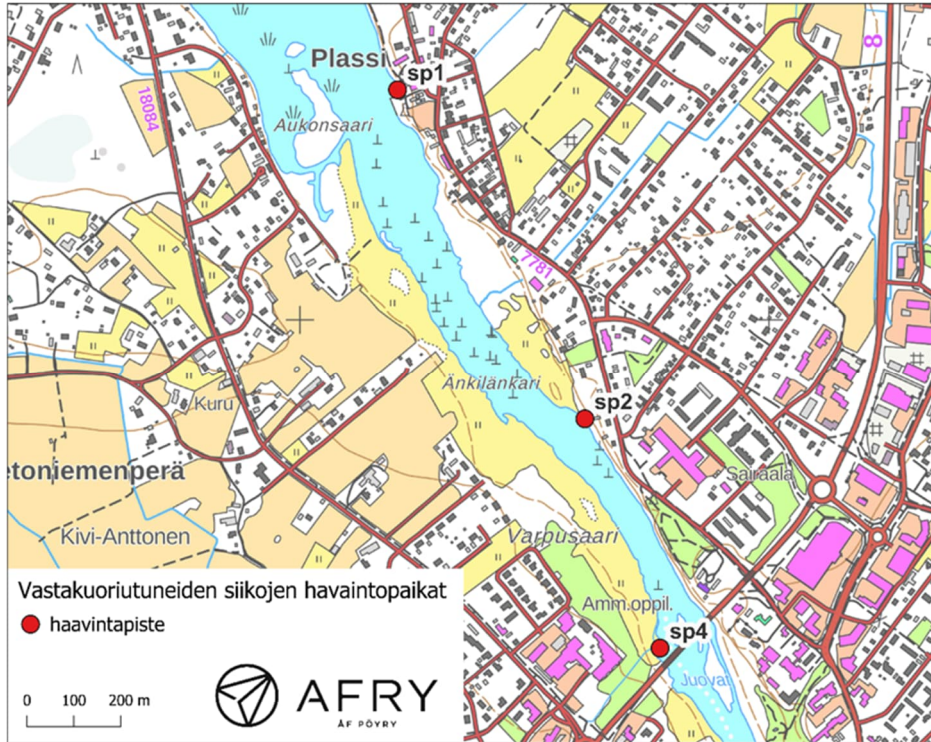 8
Plassi
sp1
18084
Aukonsaari
7781
Änkilänkari
Kuru
sp2
etoniemenperä
Sairaala
Kivi-Anttonen
Varpusaari
Vastakuoriutuneiden siikojen havaintopaikat
Amm.oppil.
haavintapiste
sp4
Juovat
0 100 200 m
AFRY
ÅF PÖYRY